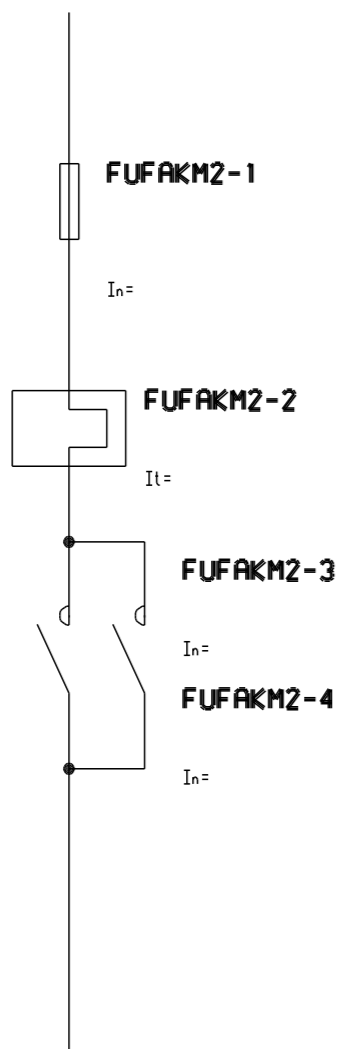 FUFAKM2-1
In=
FUFAKM2-2
It=
FUFAKM2-3
In=
FUFAKM2-4
In=